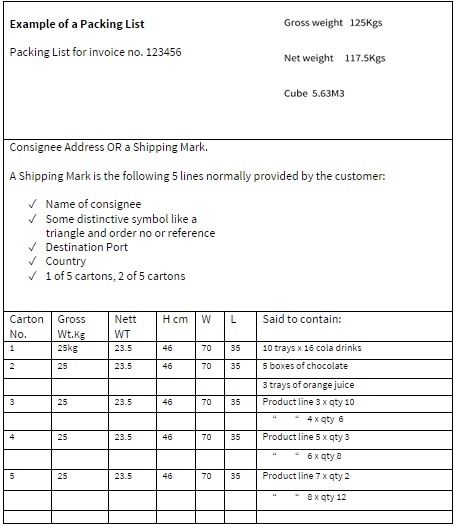 Example of a Packing List
Gross weight 125Kgs
Packing List for invoice no. 123456
Net weight 117.5Kgs
Cube 5.63M3
Consignee Address OR a Shipping Mark.
A Shipping Mark is the following 5 lines normally provided by the customer:
✓ Name of consignee
✓ Some distinctive symbol like a
triangle and order no or reference
✓ Destination Port
✓ Country
✓ 1 of 5 cartons, 2 of 5 cartons
Carton No. Gross Wt.Kg Nett WT H cm W L Said to contain:
1 25kg 23.5 46 70 35 10 trays x 16 cola drinks
2 25 23.5 46 70 35 5 boxes of chocolate
3 trays of orange juice
3 25 23.5 46 70 35 Product line 3 x qty 10
" " 4 x qty 6
4 25 23.5 46 70 35 Product line 5 x qty 3
" " 6 x qty 8
5 25 23.5 46 70 35 Product line 7 x qty 2
" " 8 x qty 12